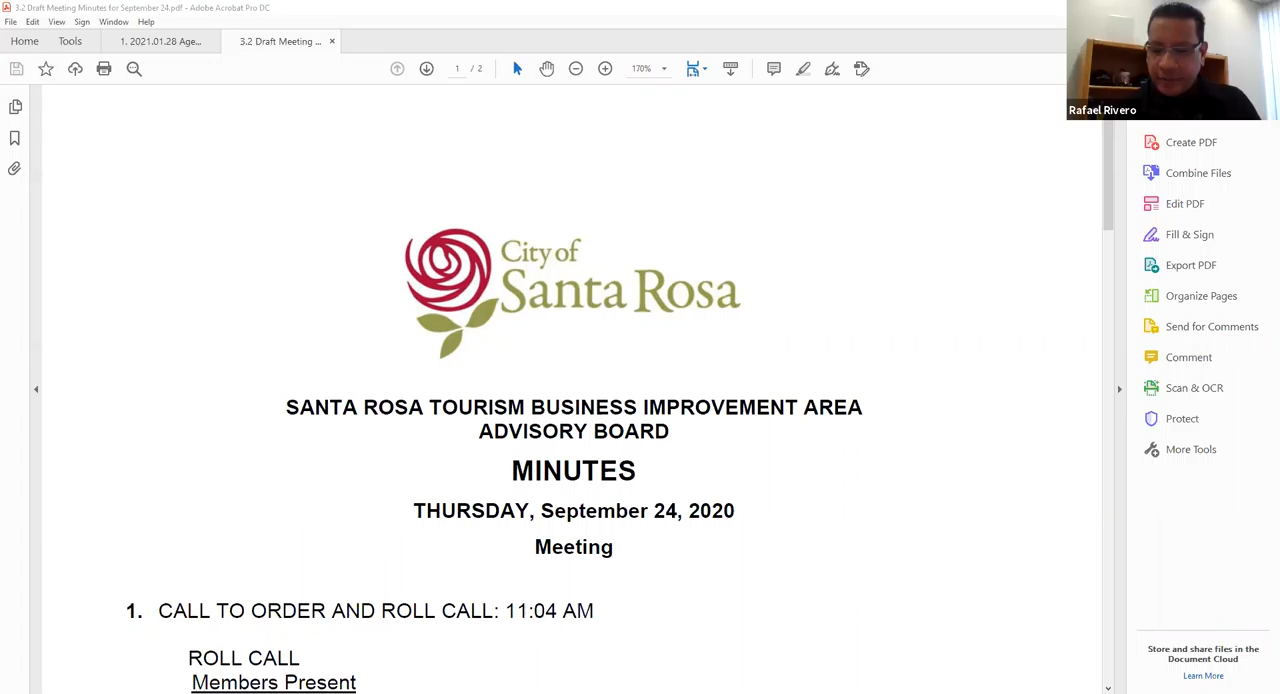 3.2 Draft Meeting Minutes for September 24.pdf - Adobe Acrobat Pro DC
File Edit View Sign Window Help
Home Tools 1. 2021.01.28 Age... 3.2 Draft Meeting ... ×
1 / 2 170%
Rafael Rivero
City of
Santa Rosa
SANTA ROSA TOURISM BUSINESS IMPROVEMENT AREA
ADVISORY BOARD
MINUTES
THURSDAY, September 24, 2020
Meeting
1. CALL TO ORDER AND ROLL CALL: 11:04 AM
ROLL CALL
Members Present
Create PDF
Combine Files
Edit PDF
Fill & Sign
Export PDF
Organize Pages
Send for Comments
Comment
Scan & OCR
Protect
More Tools
Store and share files in the
Document Cloud
Learn More